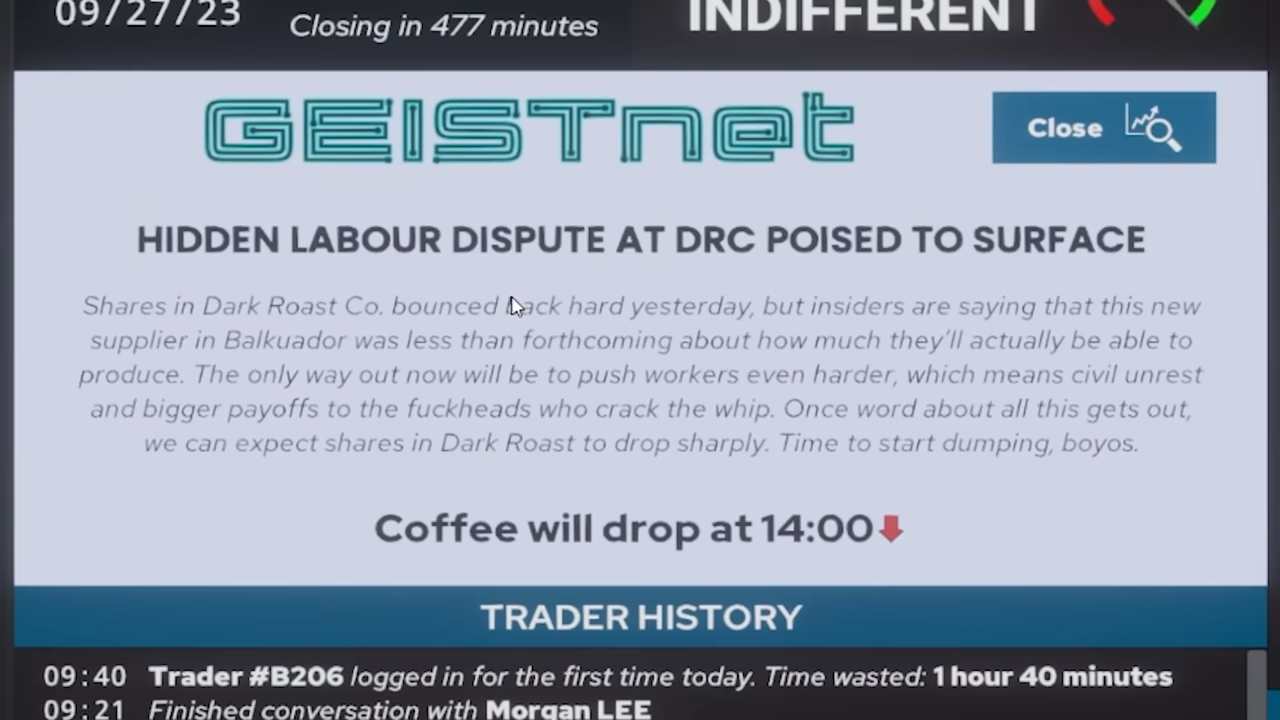 09/27/23
Closing in 477 minutes
INDIFFERENT
GEISTnet
Close
HIDDEN LABOUR DISPUTE AT DRC POISED TO SURFACE
Shares in Dark Roast Co. bounced back hard yesterday, but insiders are saying that this new
supplier in Balkuador was less than forthcoming about how much they'll actually be able to
produce. The only way out now will be to push workers even harder, which means civil unrest
and bigger payoffs to the fuckheads who crack the whip. Once word about all this gets out,
we can expect shares in Dark Roast to drop sharply. Time to start dumping, boyos.
Coffee will drop at 14:00
TRADER HISTORY
09:40 Trader #B206 logged in for the first time today. Time wasted: 1 hour 40 minutes
09:21 Finished conversation with Morgan LEE